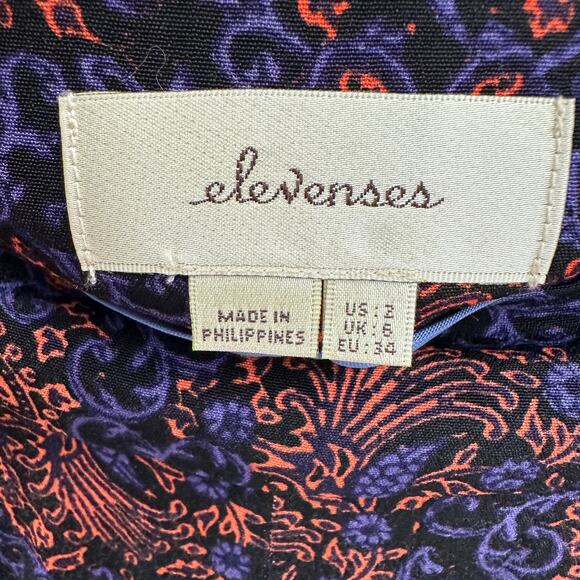 elevenses
MADE IN
PHILIPPINES
US: 2
UK: 6
EU: 34